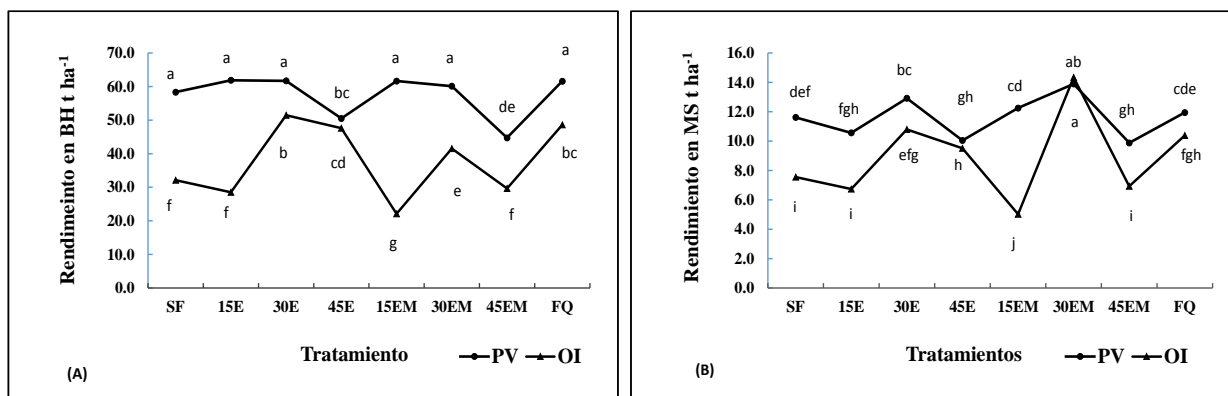 Rendimeinto en BH t ha-1
70.0
60.0
50.0
40.0
30.0
20.0
10.0
0.0
a a a bc a a de a
f f b cd g e f bc
SF 15E 30E 45E 15EM 30EM 45EM FQ
Tratamiento
PV OI
(A)
Rendimiento en MS t ha-1
16.0
14.0
12.0
10.0
8.0
6.0
4.0
2.0
0.0
def fgh bc gh cd ab gh cde
i i efg h j a i fgh
SF 15E 30E 45E 15EM 30EM 45EM FQ
Tratamientos
PV OI
(B)